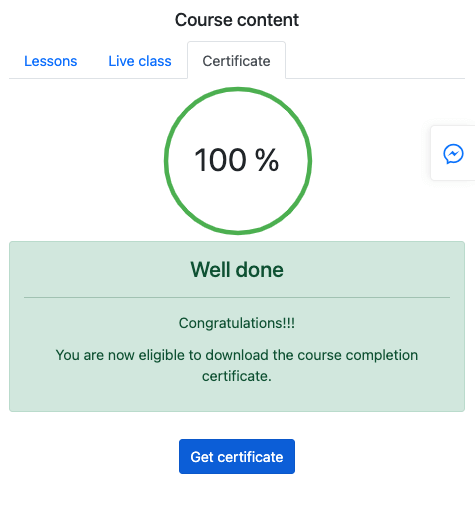 Course content
Lessons
Live class
Certificate
100 %
Well done
Congratulations!!!
You are now eligible to download the course completion
certificate.
Get certificate